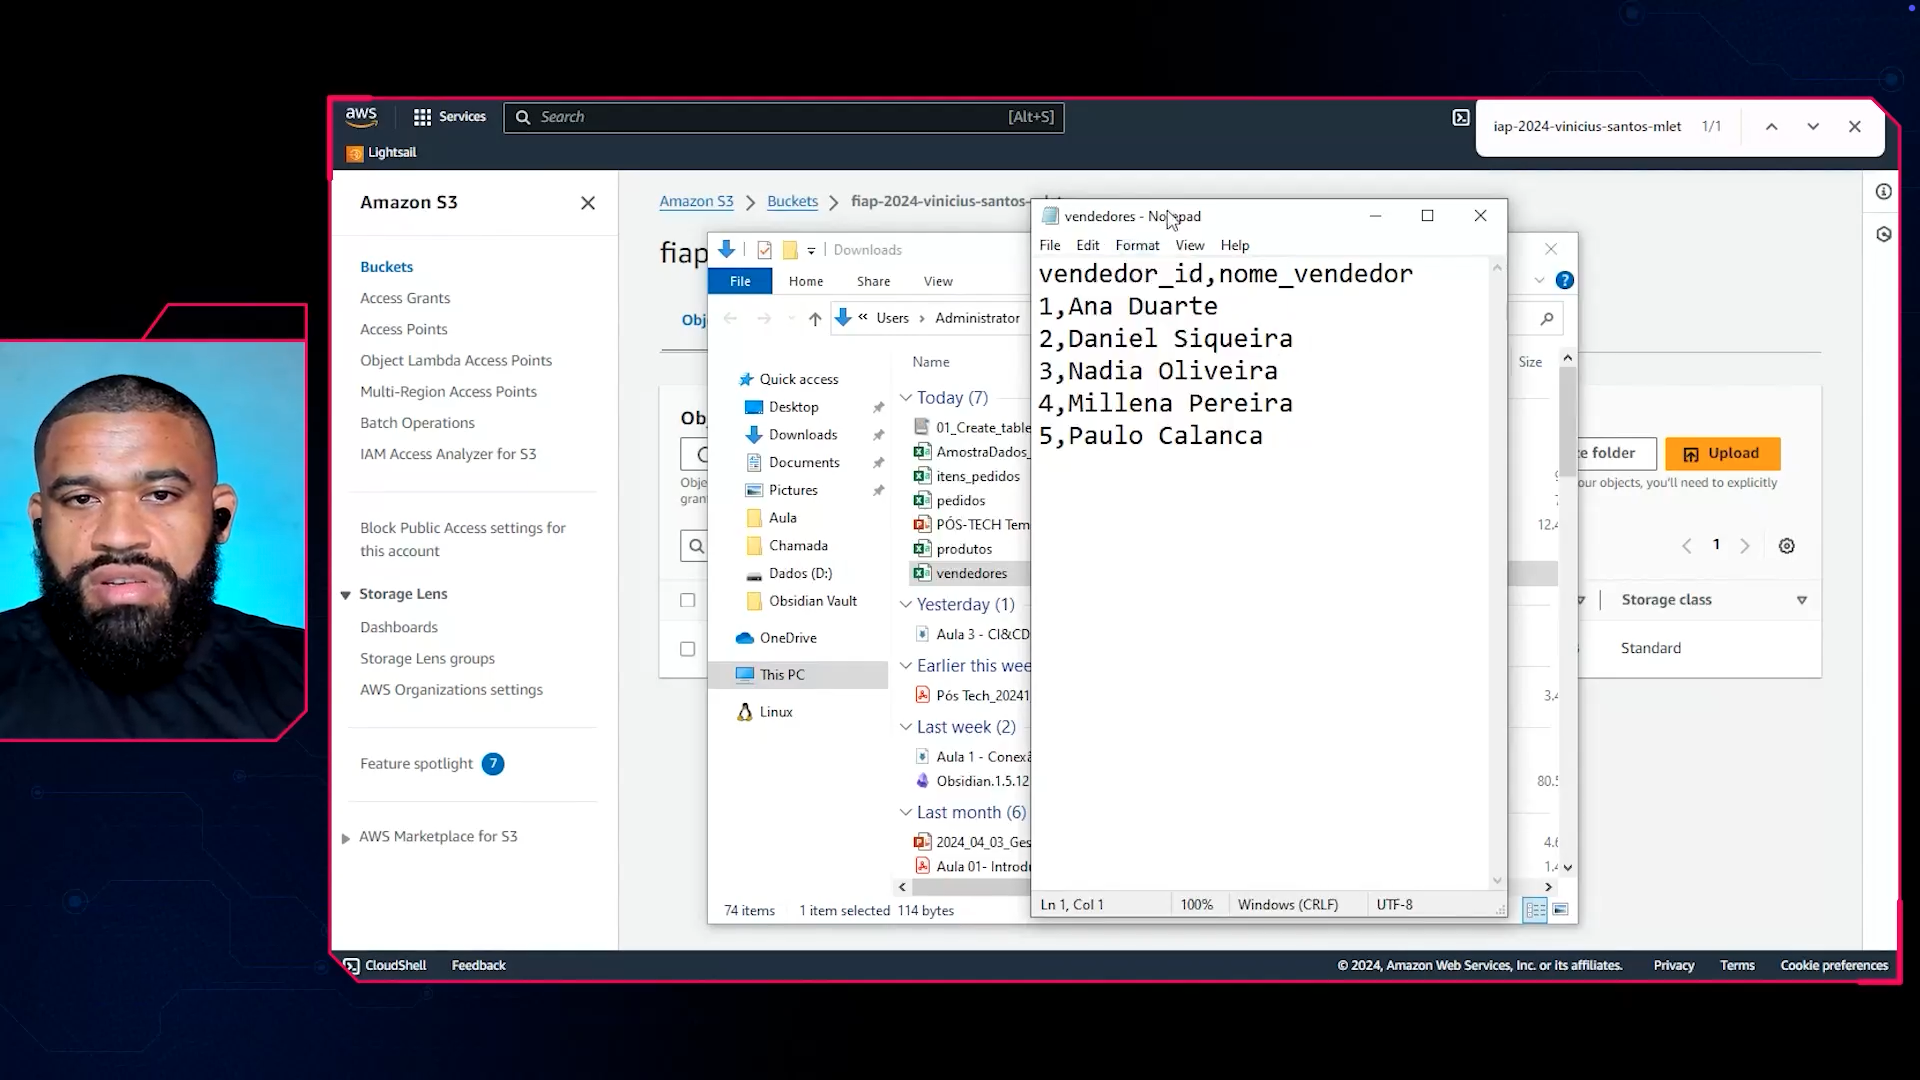 aws
Services
Search
[Alt+S]
iap-2024-vinicius-santos-mlet
1/1
Lightsail
Amazon S3
Buckets
Access Grants
Access Points
Object Lambda Access Points
Multi-Region Access Points
Batch Operations
IAM Access Analyzer for S3
Block Public Access settings for
this account
Storage Lens
Dashboards
Storage Lens groups
AWS Organizations settings
Feature spotlight 7
AWS Marketplace for S3
Amazon S3 > Buckets > fiap-2024-vinicius-santos-
fiap
Downloads
File
Home
Share
View
Users > Administrator
Quick access
Desktop
Downloads
Documents
Pictures
Aula
Chamada
Dados (D:)
Obsidian Vault
OneDrive
This PC
Linux
Name
Size
Today (7)
01_Create_table
AmostraDados_
itens_pedidos
pedidos
PÓS-TECH Tem
12.4
produtos
vendedores
Yesterday (1)
Aula 3 - CI&CD
Earlier this wee
Pós Tech_20241
3.4
Last week (2)
Aula 1 - Conex
Obsidian.1.5.12
80.5
Last month (6)
2024_04_03_Ges
Aula 01- Introdu
74 items
1 item selected 114 bytes
vendedores - Notepad
File
Edit
Format
View
Help
vendedor_id,nome_vendedor
1,Ana Duarte
2,Daniel Siqueira
3,Nadia Oliveira
4,Millena Pereira
5,Paulo Calanca
Ln 1, Col 1
100%
Windows (CRLF)
UTF-8
Obj
Ob
Obje
gran
e folder
Upload
our objects, you'll need to explicitly
1
Storage class
Standard
CloudShell
Feedback
© 2024, Amazon Web Services, Inc. or its affiliates.
Privacy
Terms
Cookie preferences